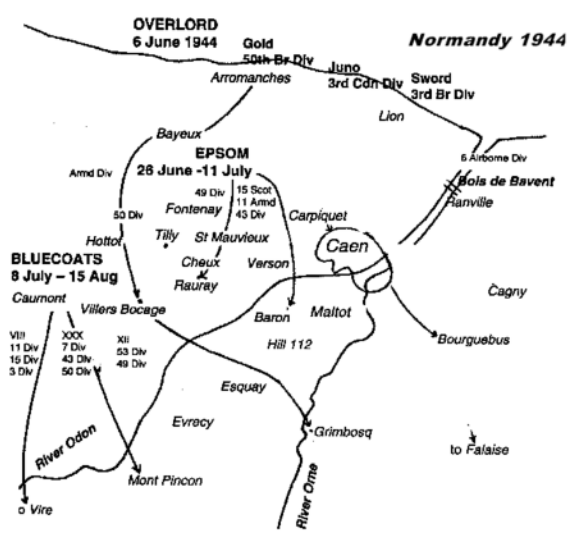 OVERLORD
6 June 1944
Normandy 1944
Gold
50th Br Div
Juno
3rd Cdn Div
Sword
3rd Br Div
Arromanches
Lion
Bayeux
6 Airborne Div
Bois de Bavent
Ranville
EPSOM
26 June -11 July
Armd Div
49 Div
15 Scot
11 Armd
43 Div
50 Div
Fontenay
Carpiquet
Tilly
St Mauvieux
Caen
Hottot
Cheux
Verson
Rauray
BLUECOATS
8 July – 15 Aug
Caumont
Villers Bocage
Baron
Maltot
Cagny
Hill 112
Bourguebus
VIII
11 Div
15 Div
3 Div
XXX
7 Div
43 Div
50 Div
XII
53 Div
49 Div
Esquay
Evrecy
Grimbosq
to Falaise
River Odon
Mont Pincon
River Orne
o Vire